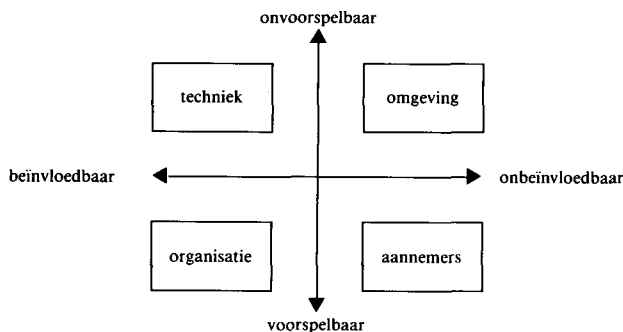 onvoorspelbaar
techniek
omgeving
beïnvloedbaar
onbeïnvloedbaar
organisatie
aannemers
voorspelbaar